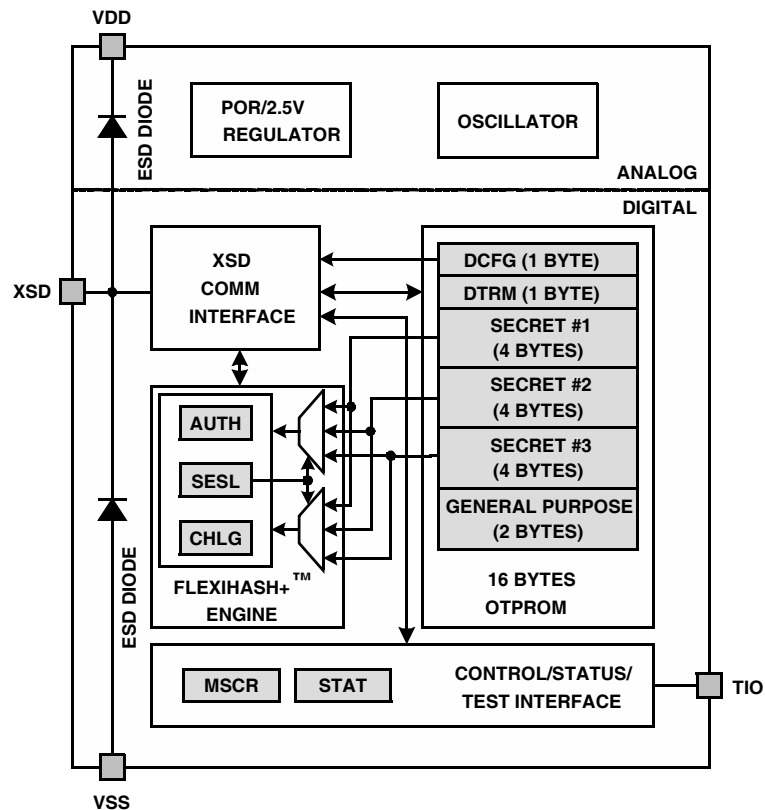 VDD
ESD DIODE
POR/2.5V
REGULATOR
OSCILLATOR
ANALOG
DIGITAL
XSD
XSD
COMM
INTERFACE
DCFG (1 BYTE)
DTRM (1 BYTE)
SECRET #1
(4 BYTES)
SECRET #2
(4 BYTES)
SECRET #3
(4 BYTES)
GENERAL PURPOSE
(2 BYTES)
16 BYTES
OTPROM
AUTH
SESL
CHLG
FLEXIHASH+™
ENGINE
ESD DIODE
MSCR
STAT
CONTROL/STATUS/
TEST INTERFACE
TIO
VSS